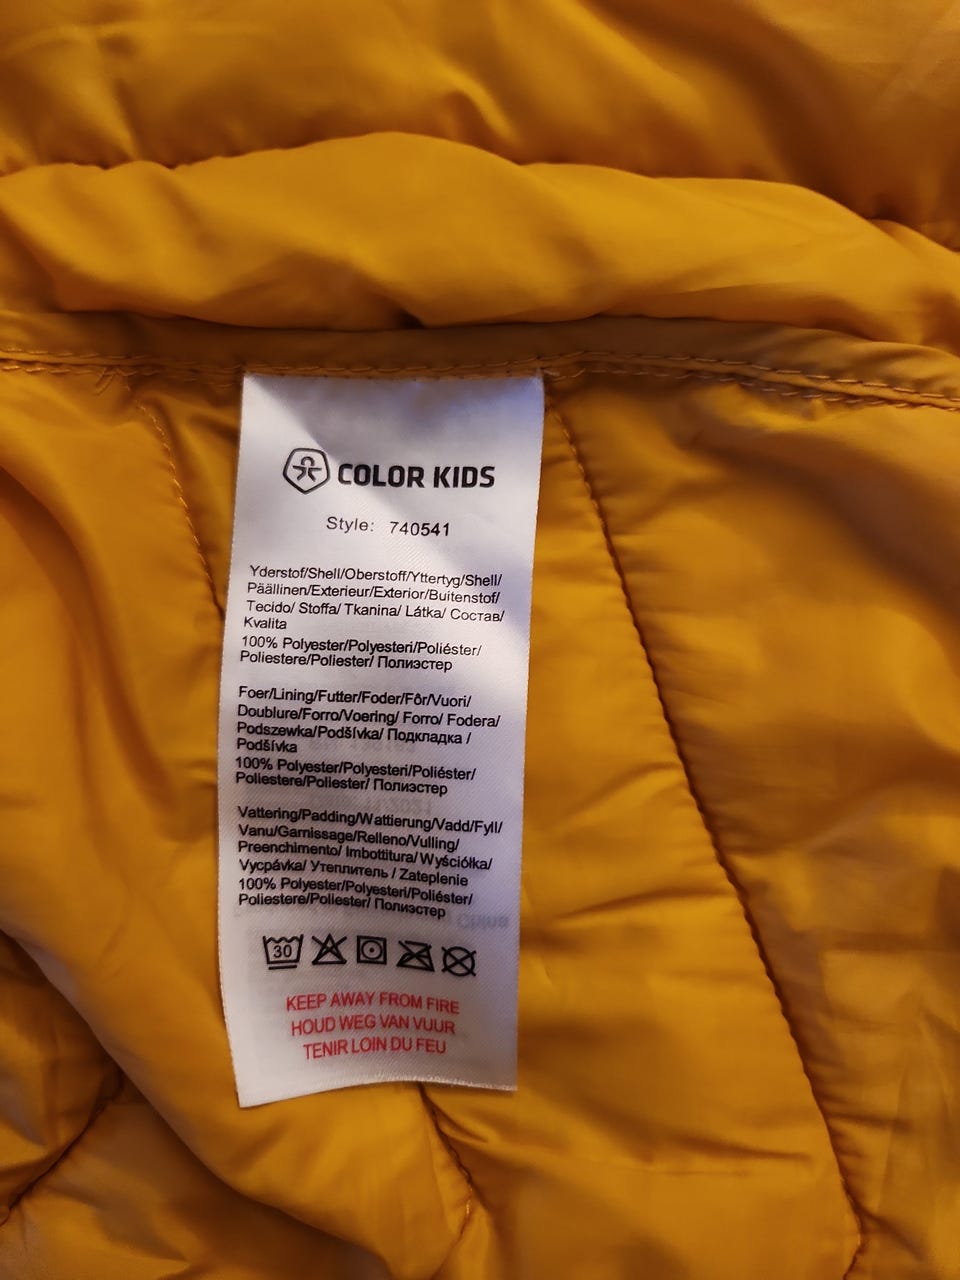 COLOR KIDS
Style: 740541
Yderstof/Shell/Oberstoff/Yttertyg/Shell/
Päällinen/Exterieur/Exterior/Buitenstof/
Tecido/ Stoffa/ Tkanina/ Látka/ Состав/
Kvalita
100% Polyester/Polyesteri/Poliéster/
Poliestere/Poliester/ Полиэстер
Foer/Lining/Futter/Foder/Fôr/Vuori/
Doublure/Forro/Voering/ Forro/ Fodera/
Podszewka/Podšívka/ Подкладка /
Podšívka
100% Polyester/Polyesteri/Poliéster/
Poliestere/Poliester/ Полиэстер
Vattering/Padding/Wattierung/Vadd/Fyll/
Vanu/Garnissage/Relleno/Vulling/
Preenchimento/ Imbottitura/ Wyściółka/
Vycpávka/ Утеплитель / Zateplenie
100% Polyester/Polyesteri/Poliéster/
Poliestere/Poliester/ Полиэстер
30
KEEP AWAY FROM FIRE
HOUD WEG VAN VUUR
TENIR LOIN DU FEU